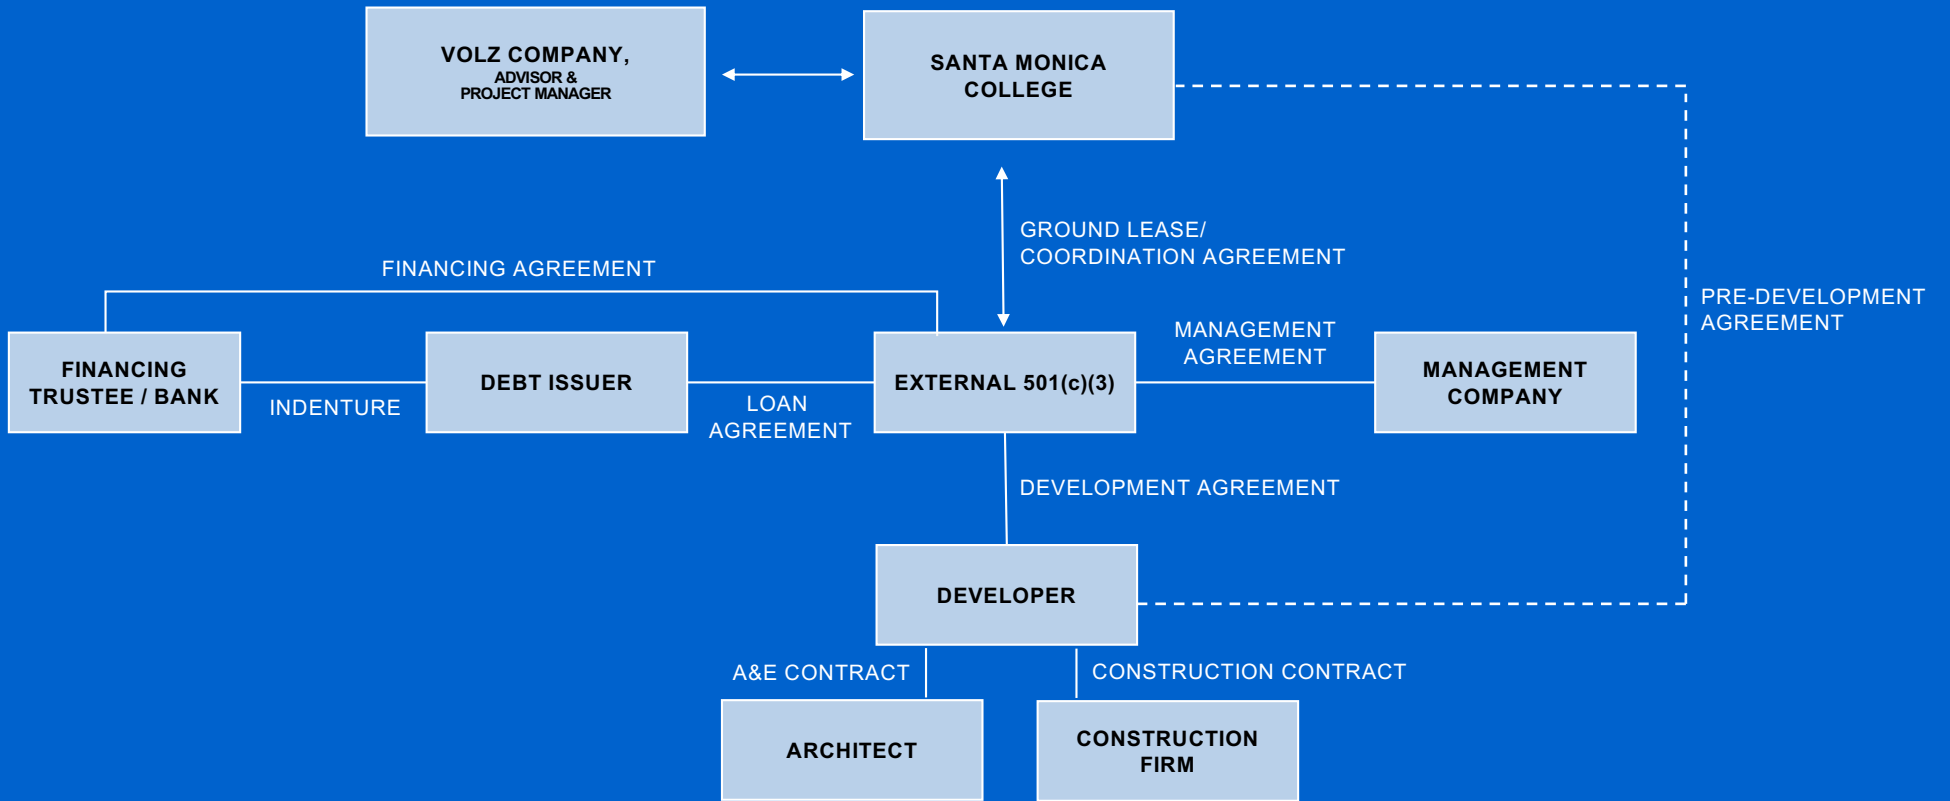 VOLZ COMPANY,
ADVISOR &
PROJECT MANAGER
SANTA MONICA
COLLEGE
GROUND LEASE/
COORDINATION AGREEMENT
FINANCING AGREEMENT
PRE-DEVELOPMENT
AGREEMENT
FINANCING
TRUSTEE / BANK
INDENTURE
DEBT ISSUER
LOAN
AGREEMENT
EXTERNAL 501(c)(3)
MANAGEMENT
AGREEMENT
MANAGEMENT
COMPANY
DEVELOPMENT AGREEMENT
DEVELOPER
A&E CONTRACT
CONSTRUCTION CONTRACT
ARCHITECT
CONSTRUCTION
FIRM